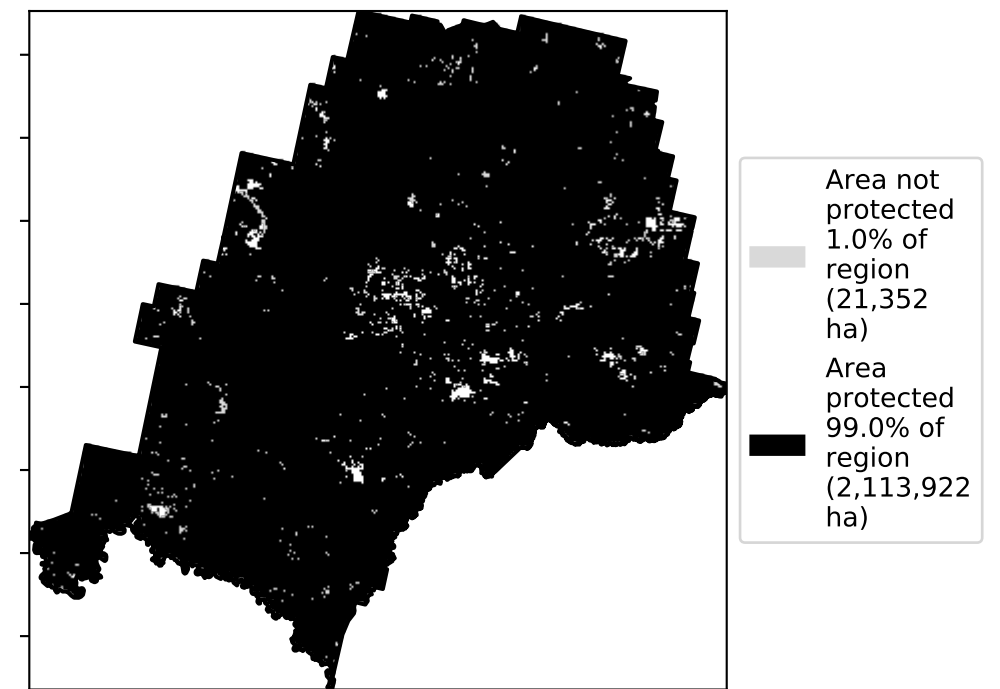 Area not
protected
1.0% of
region
(21,352
ha)
Area
protected
99.0% of
region
(2,113,922
ha)